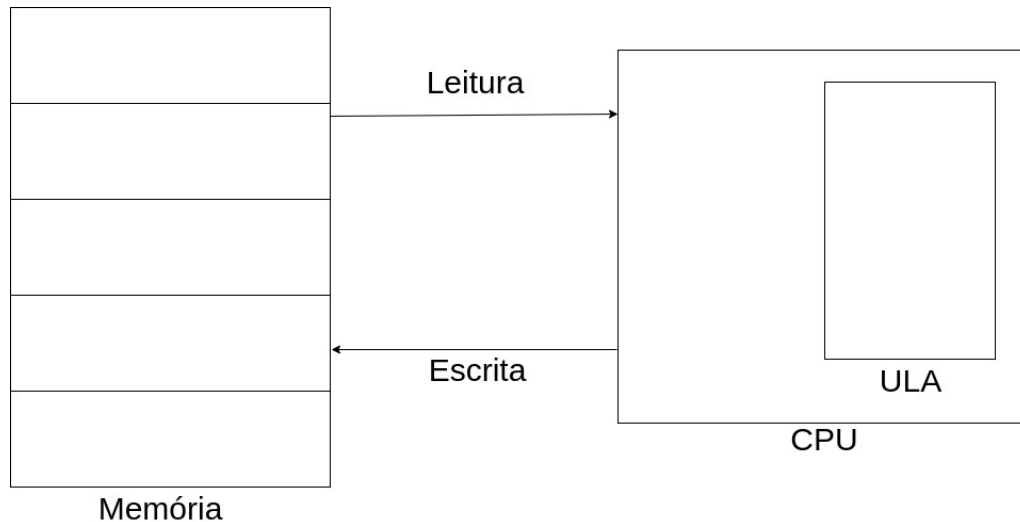 Leitura
Escrita
ULA
CPU
Memória